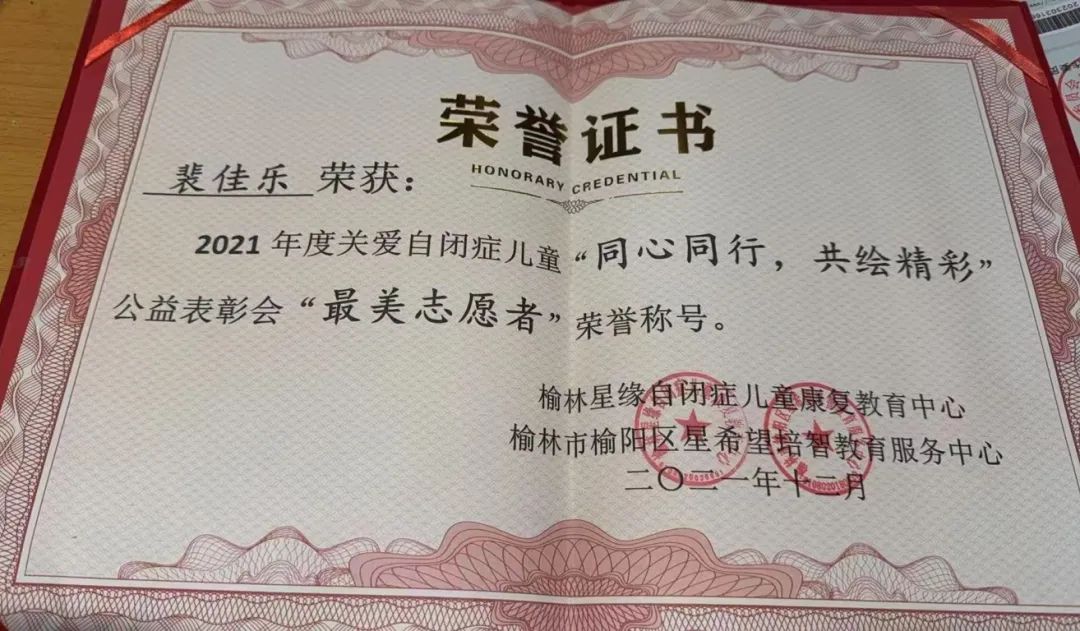 荣誉证书
HONORARY CREDENTIAL
裴佳乐 荣获：
2021年度关爱自闭症儿童“同心同行，共绘精彩”
公益表彰会“最美志愿者”荣誉称号。
榆林星缘自闭症儿童康复教育中心
榆林市榆阳区星希望培智教育服务中心
二〇二一年十二月